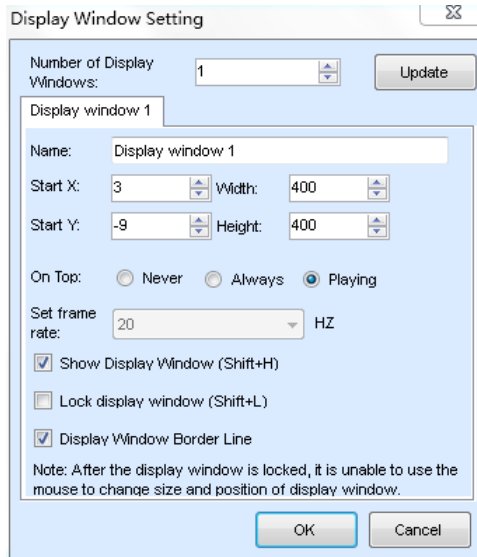 Display Window Setting
Number of Display Windows: 1 Update
Display window 1
Name: Display window 1
Start X: 3 Width: 400
Start Y: -9 Height: 400
On Top: Never Always Playing
Set frame rate: 20 HZ
Show Display Window (Shift+H)
Lock display window (Shift+L)
Display Window Border Line
Note: After the display window is locked, it is unable to use the
mouse to change size and position of display window.
OK Cancel